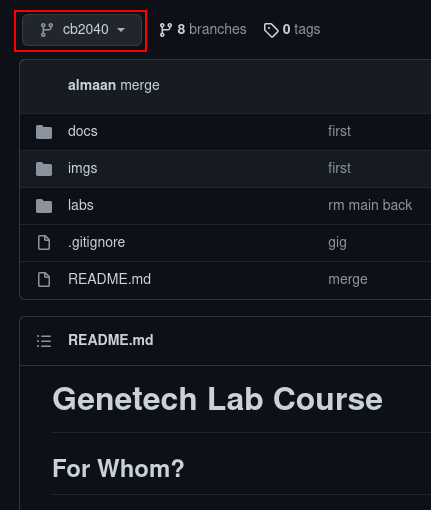 cb2040 8 branches 0 tags
almaan merge
docs first
imgs first
labs rm main back
.gitignore gig
README.md merge
README.md
Genetech Lab Course
For Whom?